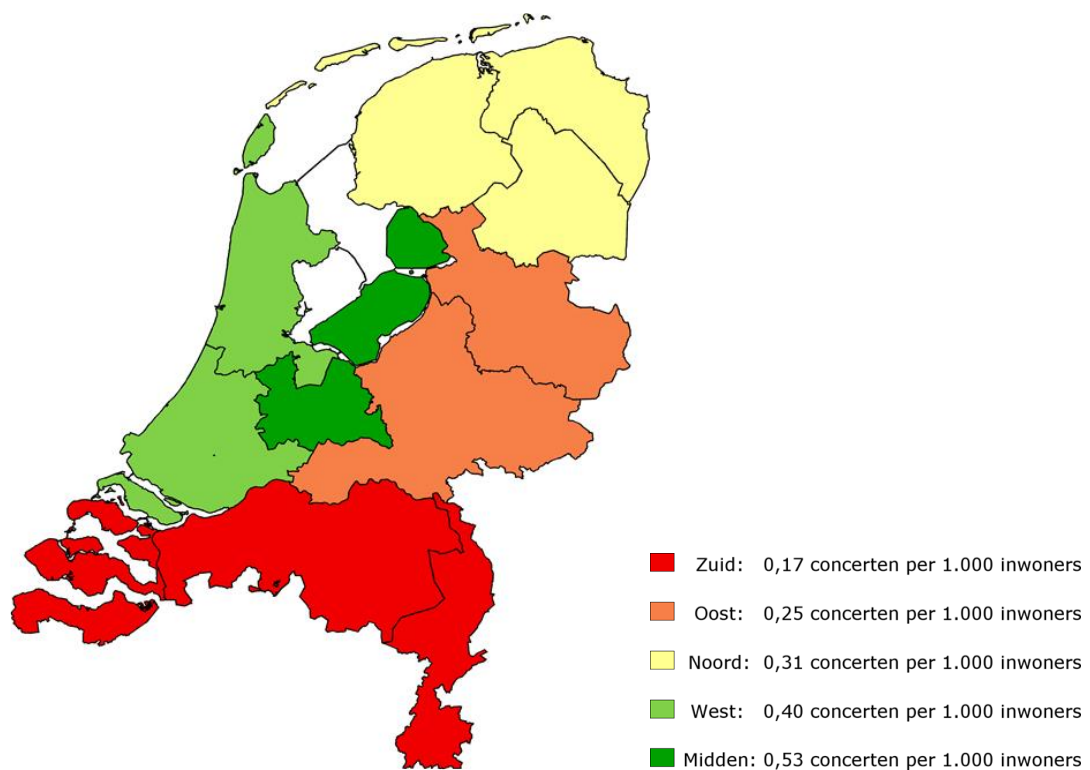 Zuid: 0,17 concerten per 1.000 inwoners
Oost: 0,25 concerten per 1.000 inwoners
Noord: 0,31 concerten per 1.000 inwoners
West: 0,40 concerten per 1.000 inwoners
Midden: 0,53 concerten per 1.000 inwoners